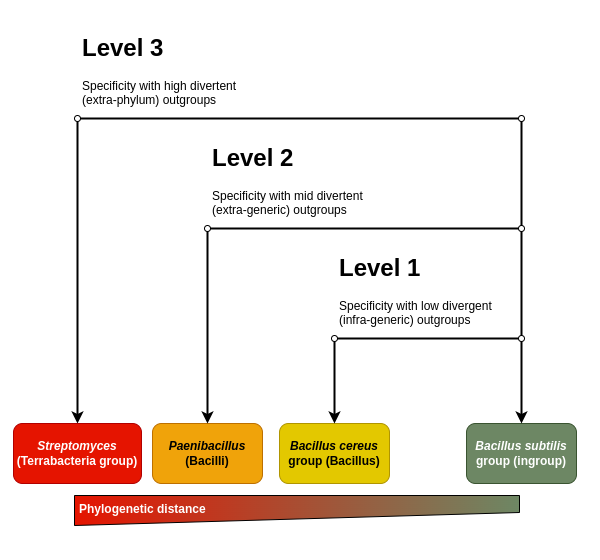 Level 3
Specificity with high divertent
(extra-phylum) outgroups
Level 2
Specificity with mid divertent
(extra-generic) outgroups
Level 1
Specificity with low divergent
(infra-generic) outgroups
Streptomyces
(Terrabacteria group)
Paenibacillus
(Bacilli)
Bacillus cereus
group (Bacillus)
Bacillus subtilis
group (ingroup)
Phylogenetic distance